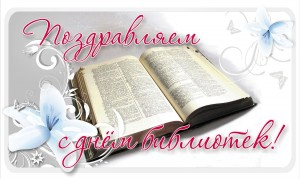 Поздравляем
с днём библиотек!